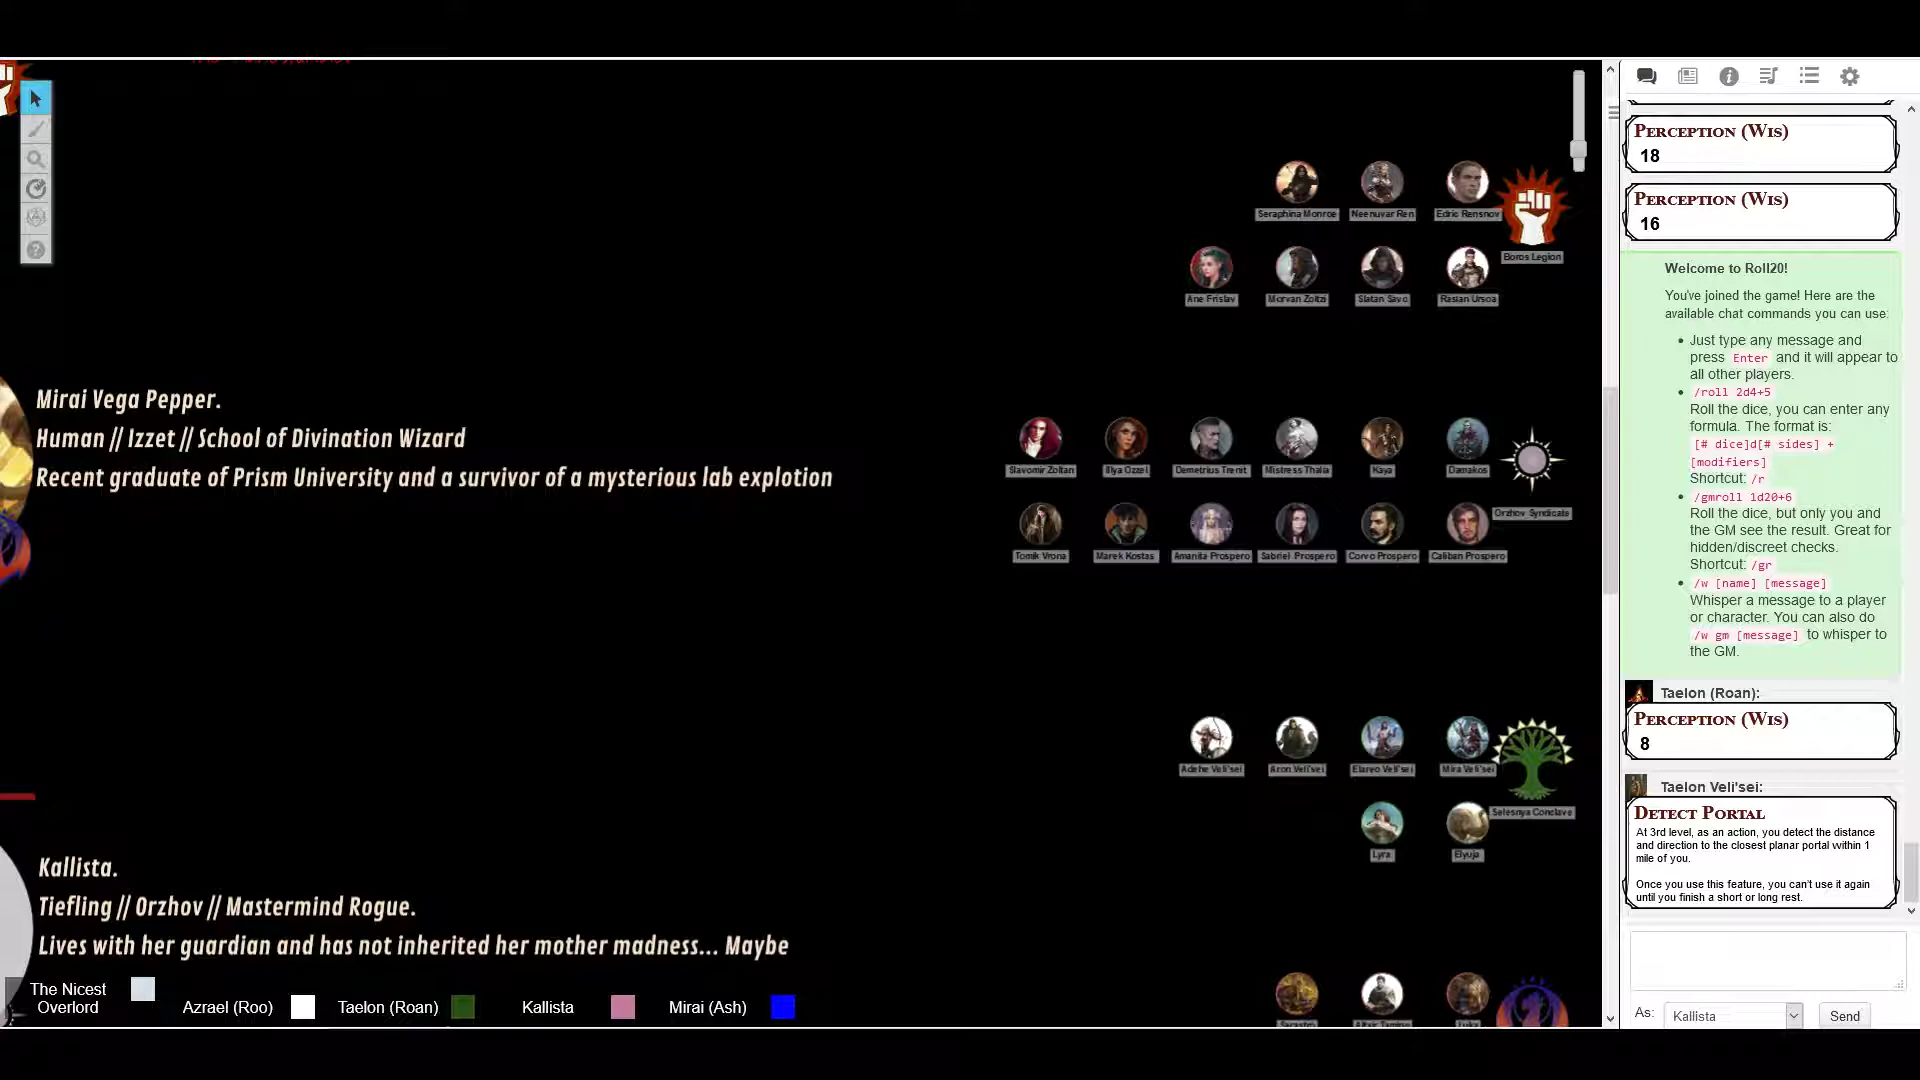 Seraphina Monroe
Neenuvar Ren
Edric Rensnov
Boros Legion
Ane Frislav
Morvan Zoltzi
Slatan Savo
Raslan Ursoa
Mirai Vega Pepper.
Human // Izzet // School of Divination Wizard
Recent graduate of Prism University and a survivor of a mysterious lab explotion
Slavomir Zoltan
Illya Ozzel
Demetrius Trenit
Mistress Thalia
Kaya
Damakos
Orzhov Syndicate
Tomik Vrona
Marek Kostas
Amanita Prospero
Sabriel Prospero
Corvo Prospero
Caliban Prospero
Adehe Veli'sei
Aron Veli'sei
Elareo Veli'sei
Mira Veli'sei
Selesnya Conclave
Lyra
Elyuja
Kallista.
Tiefling // Orzhov // Mastermind Rogue.
Lives with her guardian and has not inherited her mother madness... Maybe
The Nicest
Overlord
Azrael (Roo)
Taelon (Roan)
Kallista
Mirai (Ash)
Perception (Wis)
18
Perception (Wis)
16
Welcome to Roll20!
You've joined the game! Here are the
available chat commands you can use:
Just type any message and
press Enter and it will appear to
all other players.
/roll 2d4+5
Roll the dice, you can enter any
formula. The format is:
[# dice]d[# sides] +
[modifiers]
Shortcut: /r
/gmroll 1d20+6
Roll the dice, but only you and
the GM see the result. Great for
hidden/discreet checks.
Shortcut: /gr
/w [name] [message]
Whisper a message to a player
or character. You can also do
/w gm [message] to whisper to
the GM.
Taelon (Roan):
Perception (Wis)
8
Taelon Veli'sei:
Detect Portal
At 3rd level, as an action, you detect the distance
and direction to the closest planar portal within 1
mile of you.
Once you use this feature, you can't use it again
until you finish a short or long rest.
As:
Kallista
Send